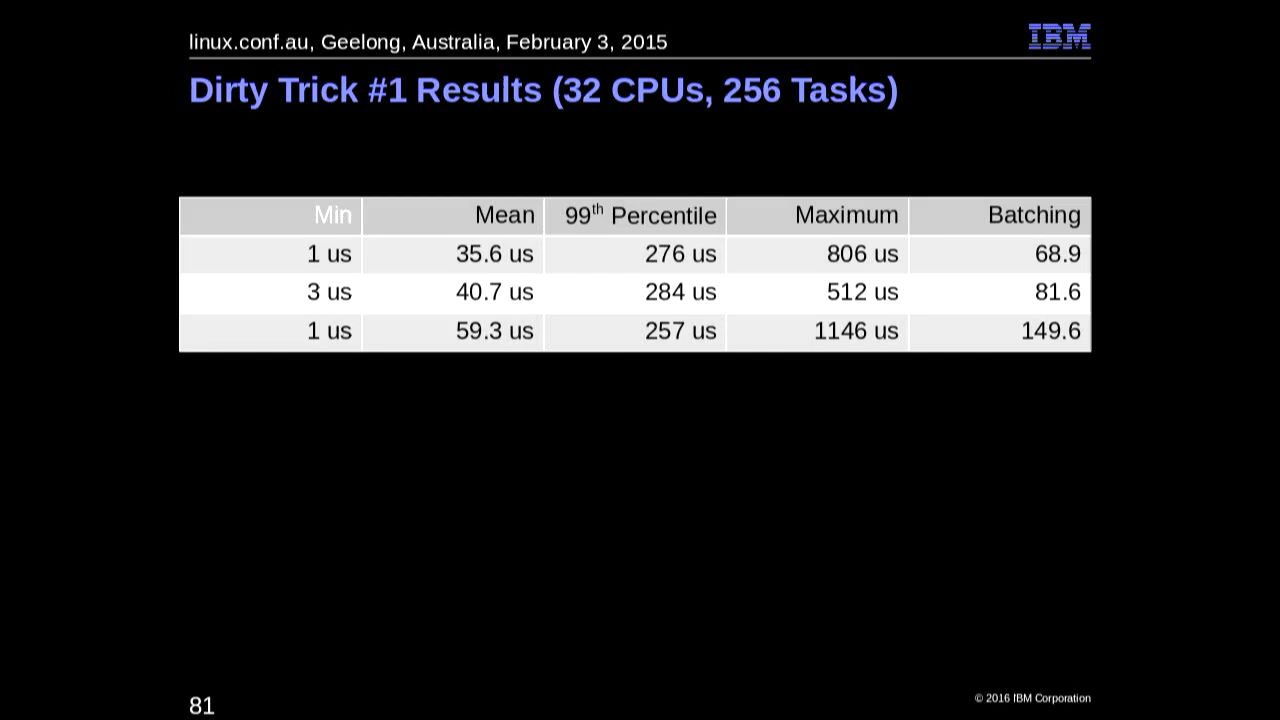 linux.conf.au, Geelong, Australia, February 3, 2015
IBM
Dirty Trick #1 Results (32 CPUs, 256 Tasks)
Min Mean 99th Percentile Maximum Batching
1 us 35.6 us 276 us 806 us 68.9
3 us 40.7 us 284 us 512 us 81.6
1 us 59.3 us 257 us 1146 us 149.6
81
© 2016 IBM Corporation